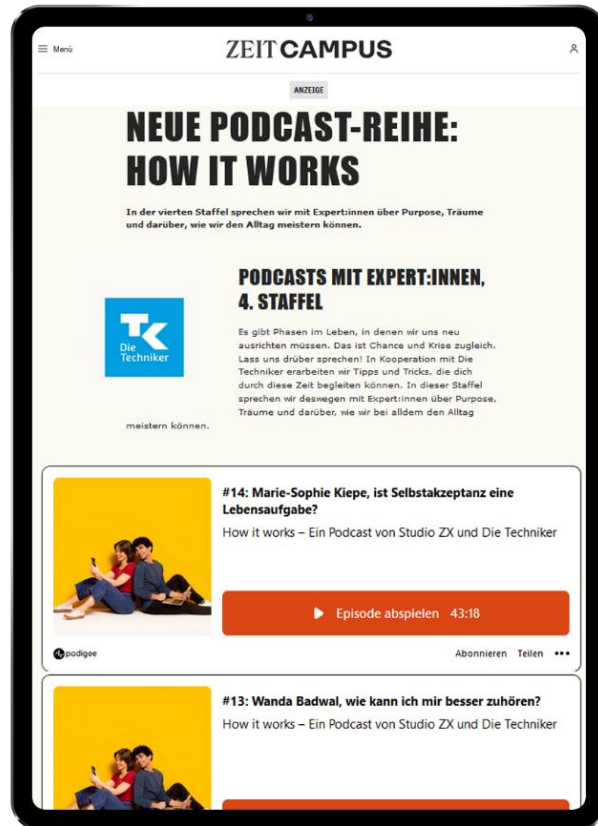 Menü
ZEIT CAMPUS
ANZEIGE
NEUE PODCAST-REIHE:
HOW IT WORKS
In der vierten Staffel sprechen wir mit Expert:innen über Purpose, Träume
und darüber, wie wir den Alltag meistern können.
TK
Die
Techniker
PODCASTS MIT EXPERT:INNEN,
4. STAFFEL
Es gibt Phasen im Leben, in denen wir uns neu
ausrichten müssen. Das ist Chance und Krise zugleich.
Lass uns drüber sprechen! In Kooperation mit Die
Techniker erarbeiten wir Tipps und Tricks, die dich
durch diese Zeit begleiten können. In dieser Staffel
sprechen wir deswegen mit Expert:innen über Purpose,
Träume und darüber, wie wir bei alldem den Alltag
meistern können.
#14: Marie-Sophie Kiepe, ist Selbstakzeptanz eine
Lebensaufgabe?
How it works – Ein Podcast von Studio ZX und Die Techniker
Episode abspielen 43:18
podigee
Abonnieren Teilen •••
#13: Wanda Badwal, wie kann ich mir besser zuhören?
How it works – Ein Podcast von Studio ZX und Die Techniker